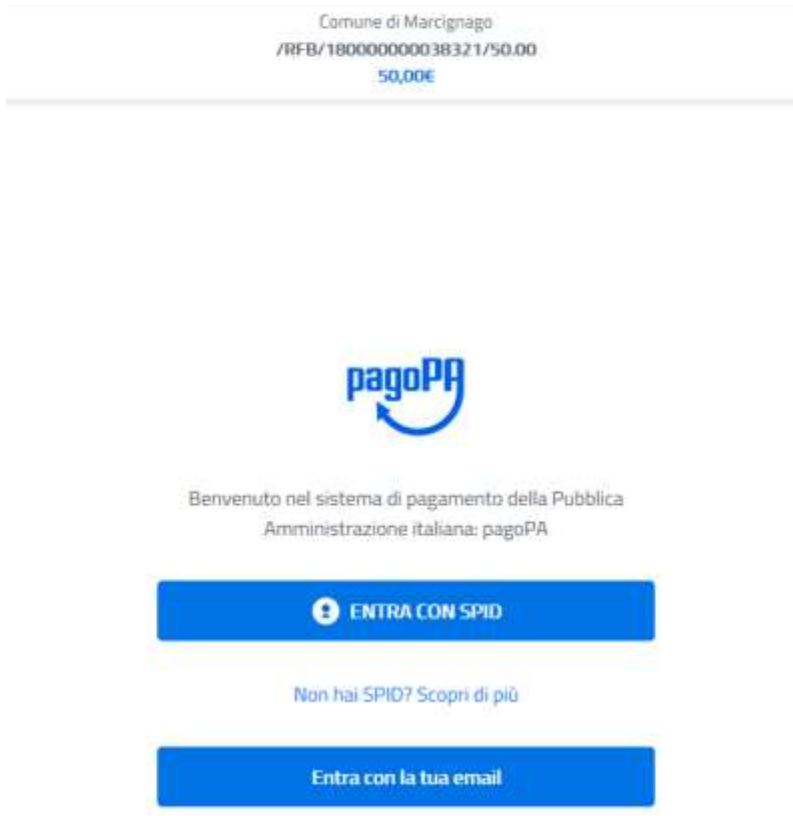 Comune di Marcignago
/RFB/180000000038321/50.00
50,00€
pagoPA
Benvenuto nel sistema di pagamento della Pubblica
Amministrazione italiana: pagoPA
ENTRA CON SPID
Non hai SPID? Scopri di più
Entra con la tua email